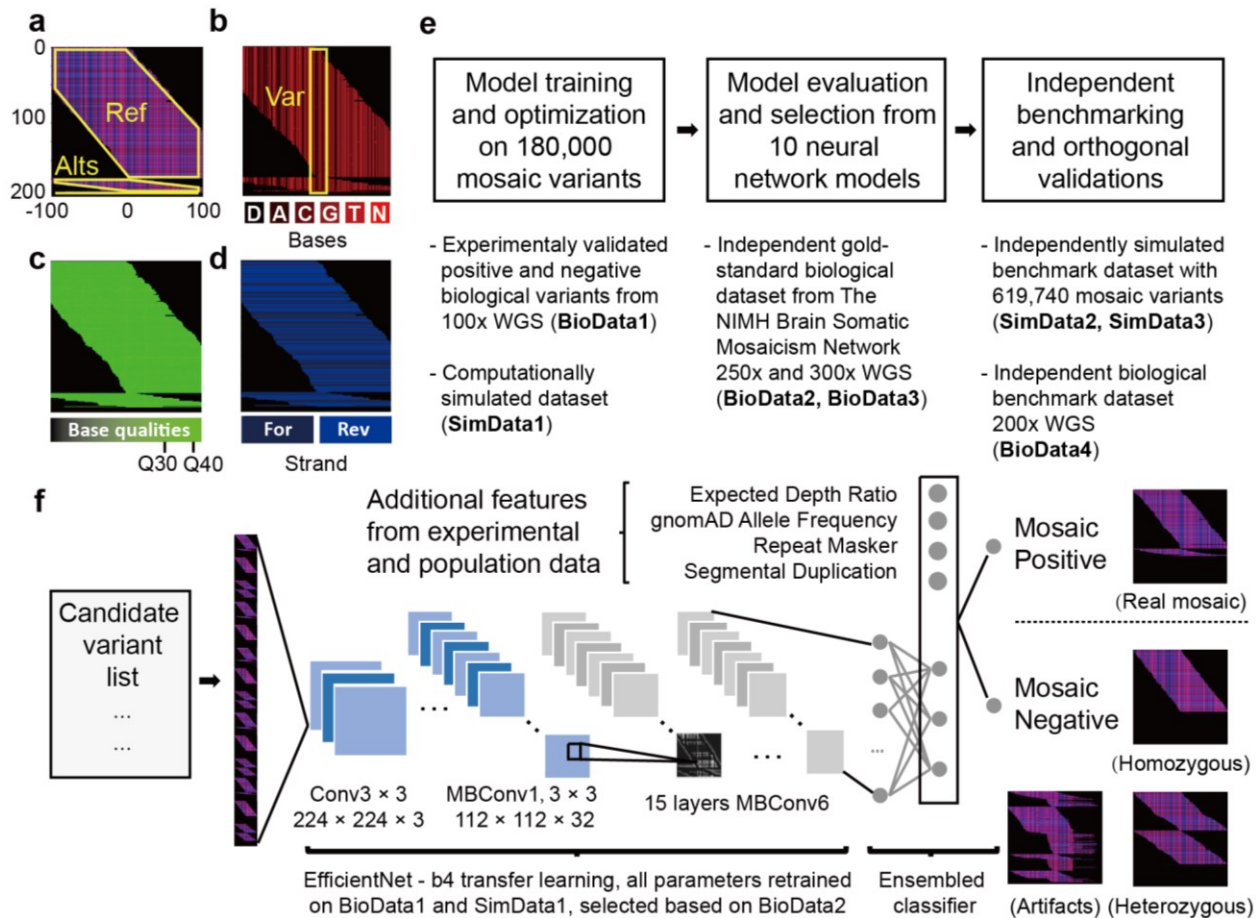 a
0
100
200
-100
0
100
Ref
Alts
b
Var
D A C G T N
Bases
c
Base qualities
Q30 Q40
d
For Rev
Strand
e
Model training
and optimization
on 180,000
mosaic variants
- Experimentaly validated
positive and negative
biological variants from
100x WGS (BioData1)
- Computationally
simulated dataset
(SimData1)
Model evaluation
and selection from
10 neural
network models
- Independent gold-
standard biological
dataset from The
NIMH Brain Somatic
Mosaicism Network
250x and 300x WGS
(BioData2, BioData3)
Independent
benchmarking
and orthogonal
validations
- Independently simulated
benchmark dataset with
619,740 mosaic variants
(SimData2, SimData3)
- Independent biological
benchmark dataset
200x WGS
(BioData4)
f
Candidate
variant
list
...
...
Additional features
from experimental
and population data
Expected Depth Ratio
gnomAD Allele Frequency
Repeat Masker
Segmental Duplication
Conv3 × 3
224 × 224 × 3
MBConv1, 3 × 3
112 × 112 × 32
15 layers MBConv6
EfficientNet - b4 transfer learning, all parameters retrained
on BioData1 and SimData1, selected based on BioData2
Ensembled
classifier
Mosaic
Positive
(Real mosaic)
Mosaic
Negative
(Homozygous)
(Artifacts)
(Heterozygous)